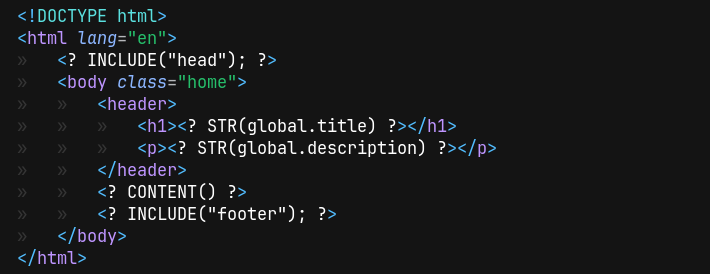 <!DOCTYPE html>
<html lang="en">
»   <? INCLUDE("head"); ?>
»   <body class="home">
»   »   <header>
»   »   »   <h1><? STR(global.title) ?></h1>
»   »   »   <p><? STR(global.description) ?></p>
»   »   </header>
»   »   <? CONTENT() ?>
»   »   <? INCLUDE("footer"); ?>
»   </body>
</html>